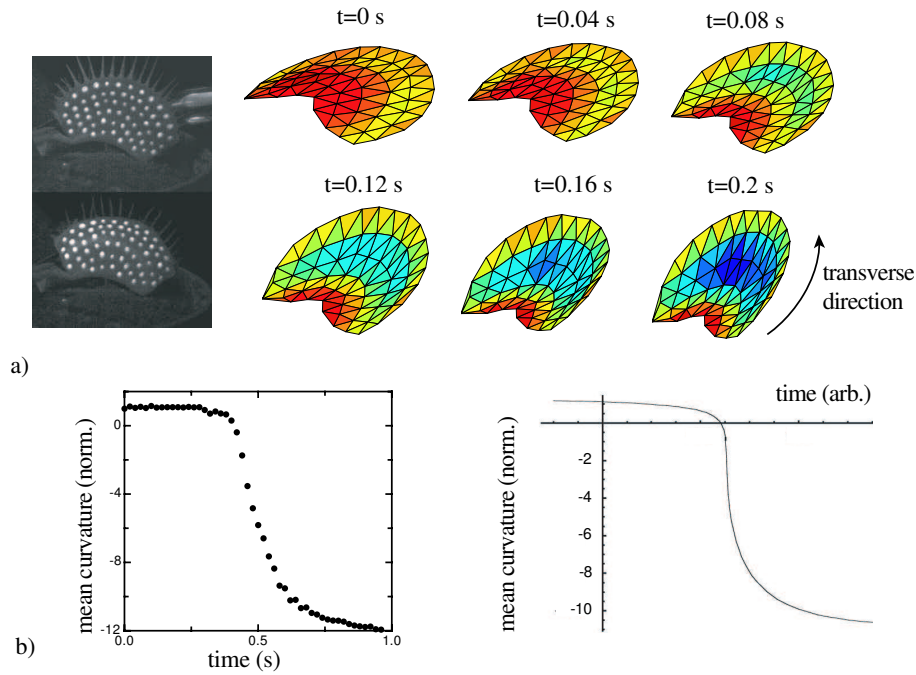 t=0 s
t=0.04 s
t=0.08 s
t=0.12 s
t=0.16 s
t=0.2 s
transverse
direction
a)
mean curvature (norm.)
0
-4
-8
-12
0.0
0.5
1.0
time (s)
b)
time (arb.)
mean curvature (norm.)
-2
-4
-6
-8
-10